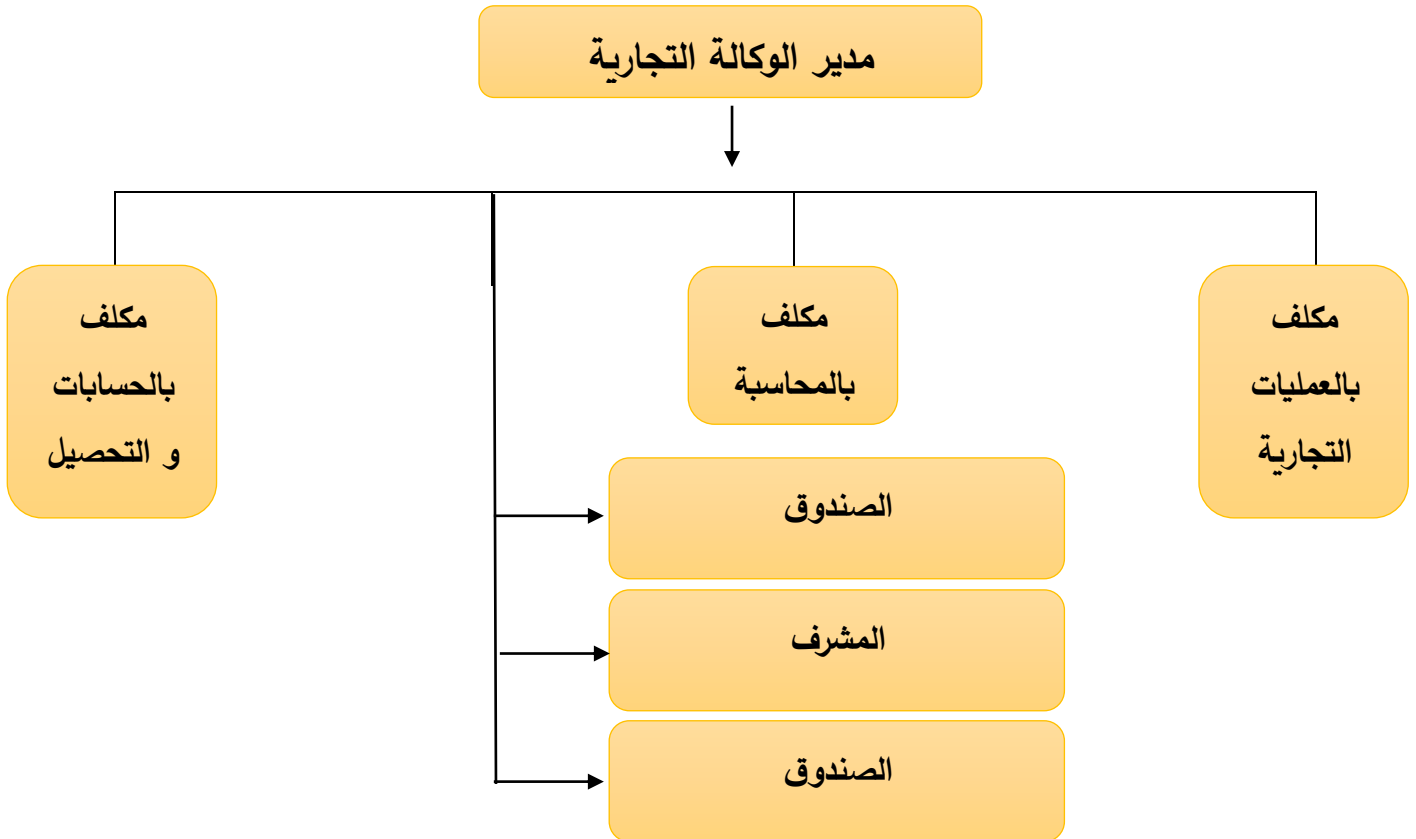 مدير الوكالة التجارية
مكلف
بالعمليات
التجارية
مكلف
بالمحاسبة
مكلف
بالحسابات
و التحصيل
الصندوق
المشرف
الصندوق